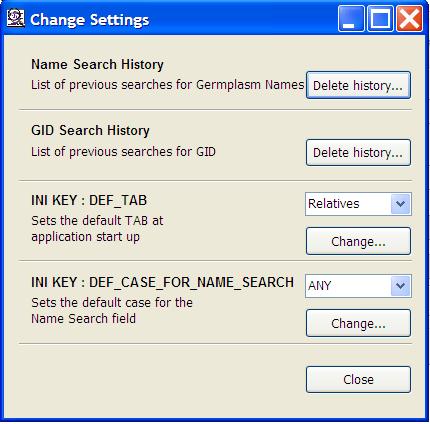 Change Settings
Name Search History
List of previous searches for Germplasm Names
Delete history...
GID Search History
List of previous searches for GID
Delete history...
INI KEY : DEF_TAB
Relatives
Sets the default TAB at
application start up
Change...
INI KEY : DEF_CASE_FOR_NAME_SEARCH
ANY
Sets the default case for the
Name Search field
Change...
Close